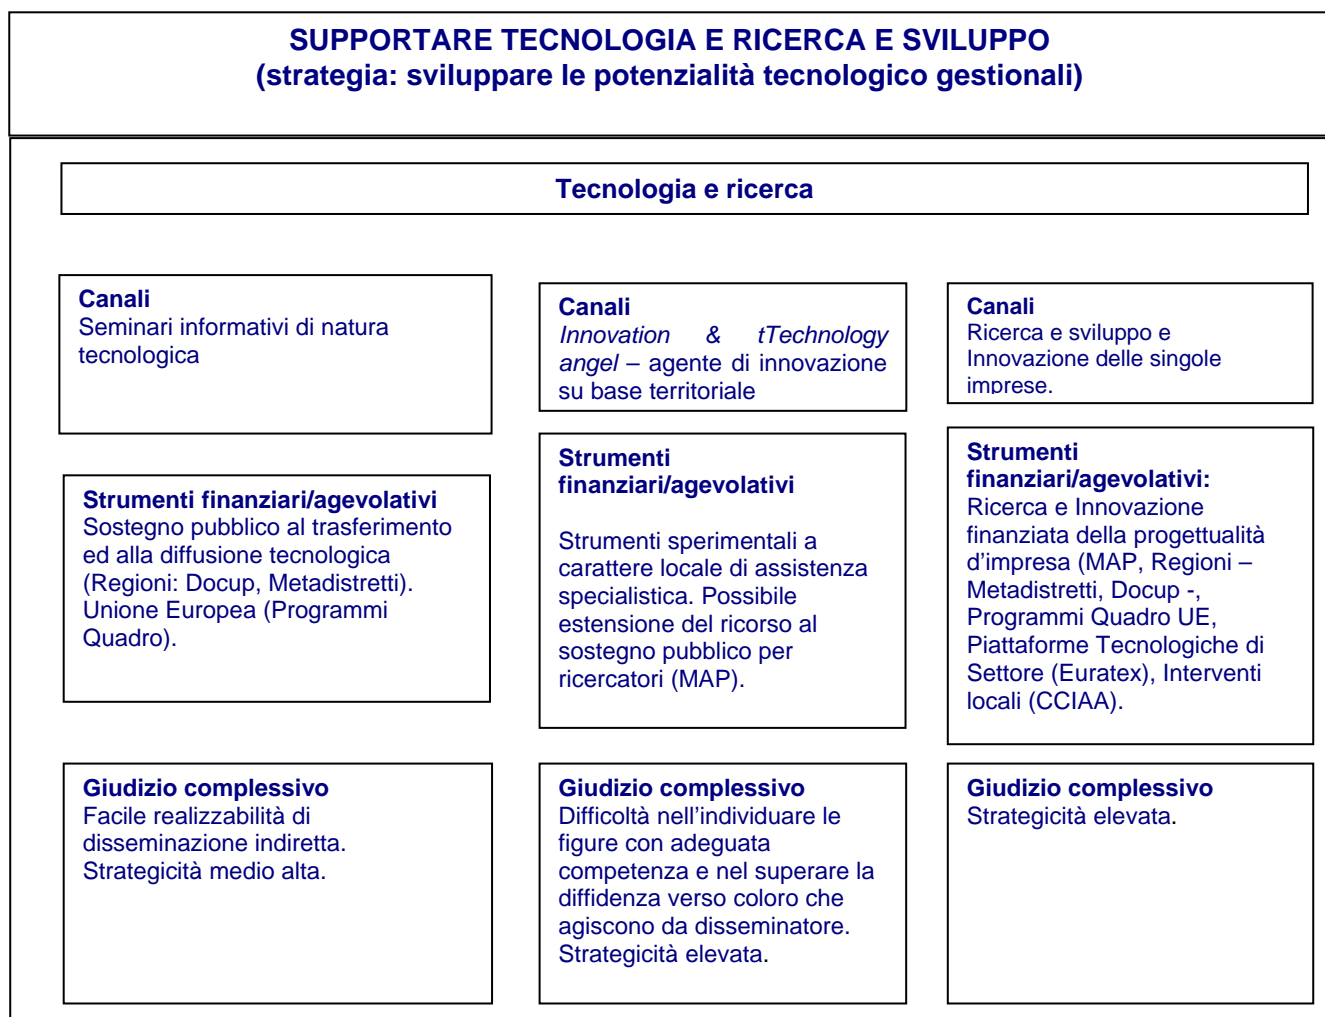 SUPPORTARE TECNOLOGIA E RICERCA E SVILUPPO
(strategia: sviluppare le potenzialità tecnologico gestionali)
Tecnologia e ricerca
Canali
Seminari informativi di natura
tecnologica
Strumenti finanziari/agevolativi
Sostegno pubblico al trasferimento
ed alla diffusione tecnologica
(Regioni: Docup, Metadistretti).
Unione Europea (Programmi
Quadro).
Giudizio complessivo
Facile realizzabilità di
disseminazione indiretta.
Strategicità medio alta.
Canali
Innovation & tTechnology
angel – agente di innovazione
su base territoriale
Strumenti
finanziari/agevolativi
Strumenti sperimentali a
carattere locale di assistenza
specialistica. Possibile
estensione del ricorso al
sostegno pubblico per
ricercatori (MAP).
Giudizio complessivo
Difficoltà nell’individuare le
figure con adeguata
competenza e nel superare la
diffidenza verso coloro che
agiscono da disseminatore.
Strategicità elevata.
Canali
Ricerca e sviluppo e
Innovazione delle singole
imprese.
Strumenti
finanziari/agevolativi:
Ricerca e Innovazione
finanziata della progettualità
d’impresa (MAP, Regioni –
Metadistretti, Docup -,
Programmi Quadro UE,
Piattaforme Tecnologiche di
Settore (Euratex), Interventi
locali (CCIAA).
Giudizio complessivo
Strategicità elevata.